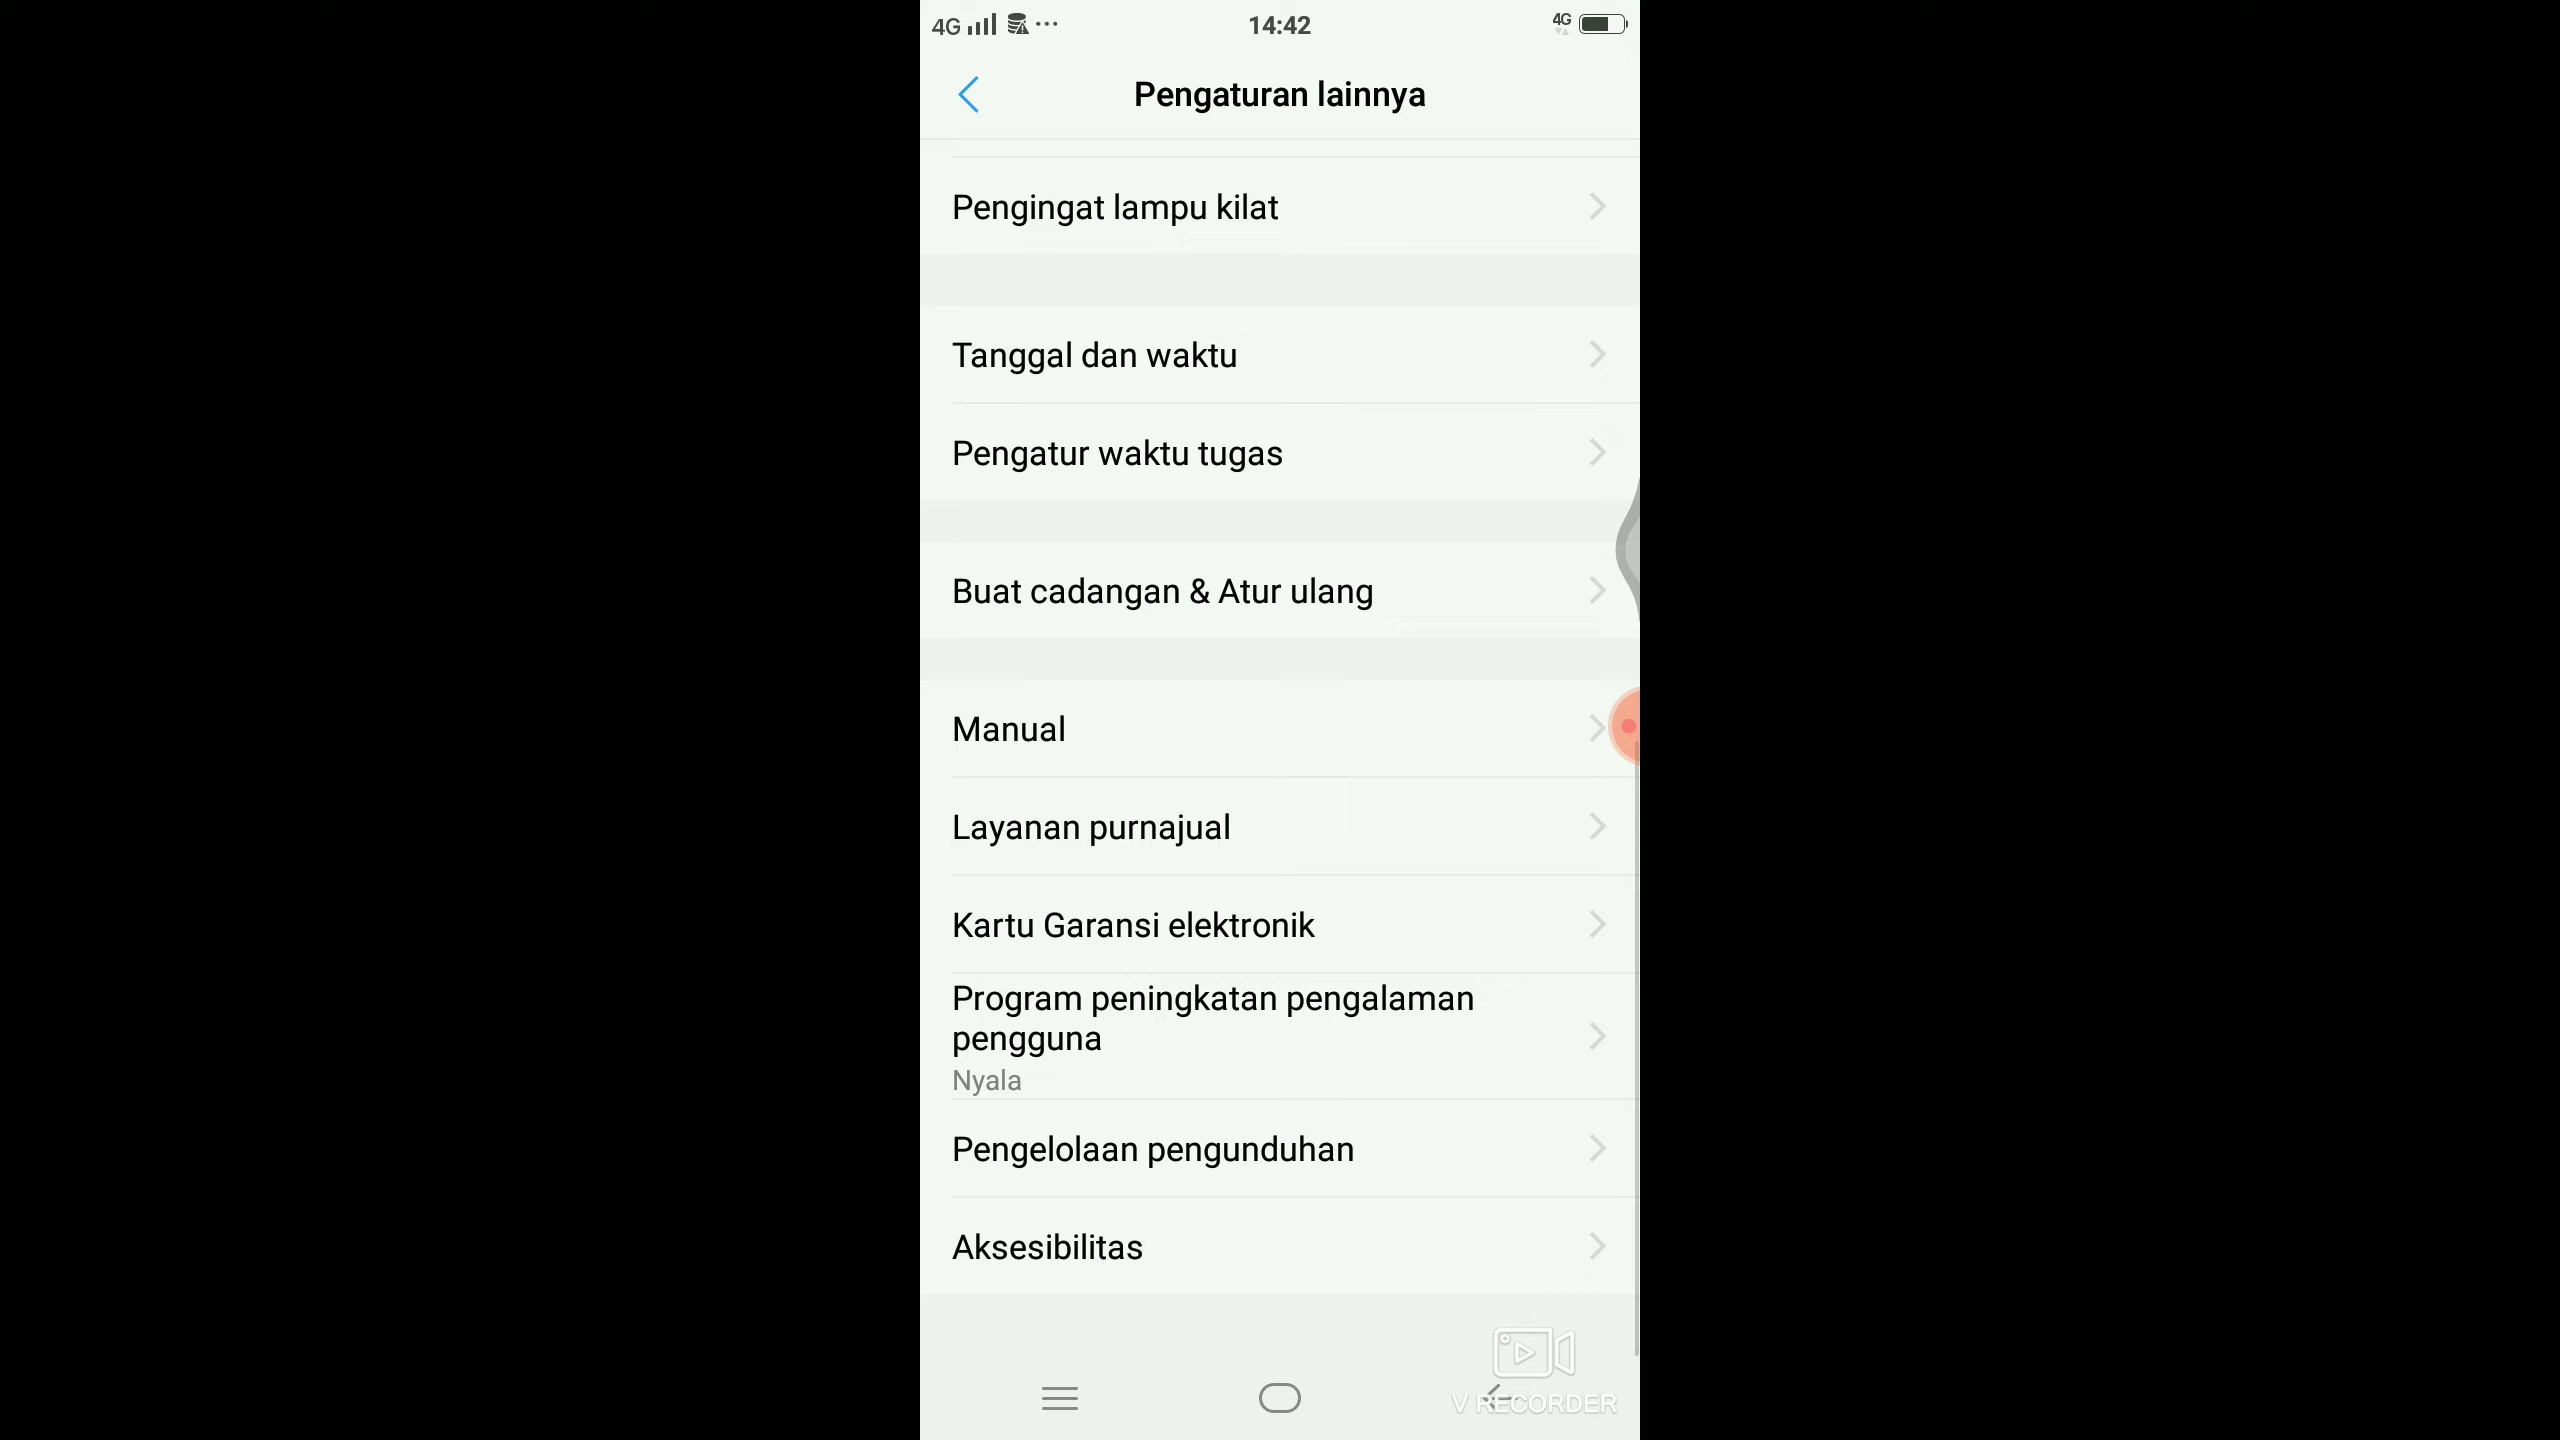 4G 14:42 4G
Pengaturan lainnya
Pengingat lampu kilat
Tanggal dan waktu
Pengatur waktu tugas
Buat cadangan & Atur ulang
Manual
Layanan purnajual
Kartu Garansi elektronik
Program peningkatan pengalaman
pengguna
Nyala
Pengelolaan pengunduhan
Aksesibilitas
V RECORDER